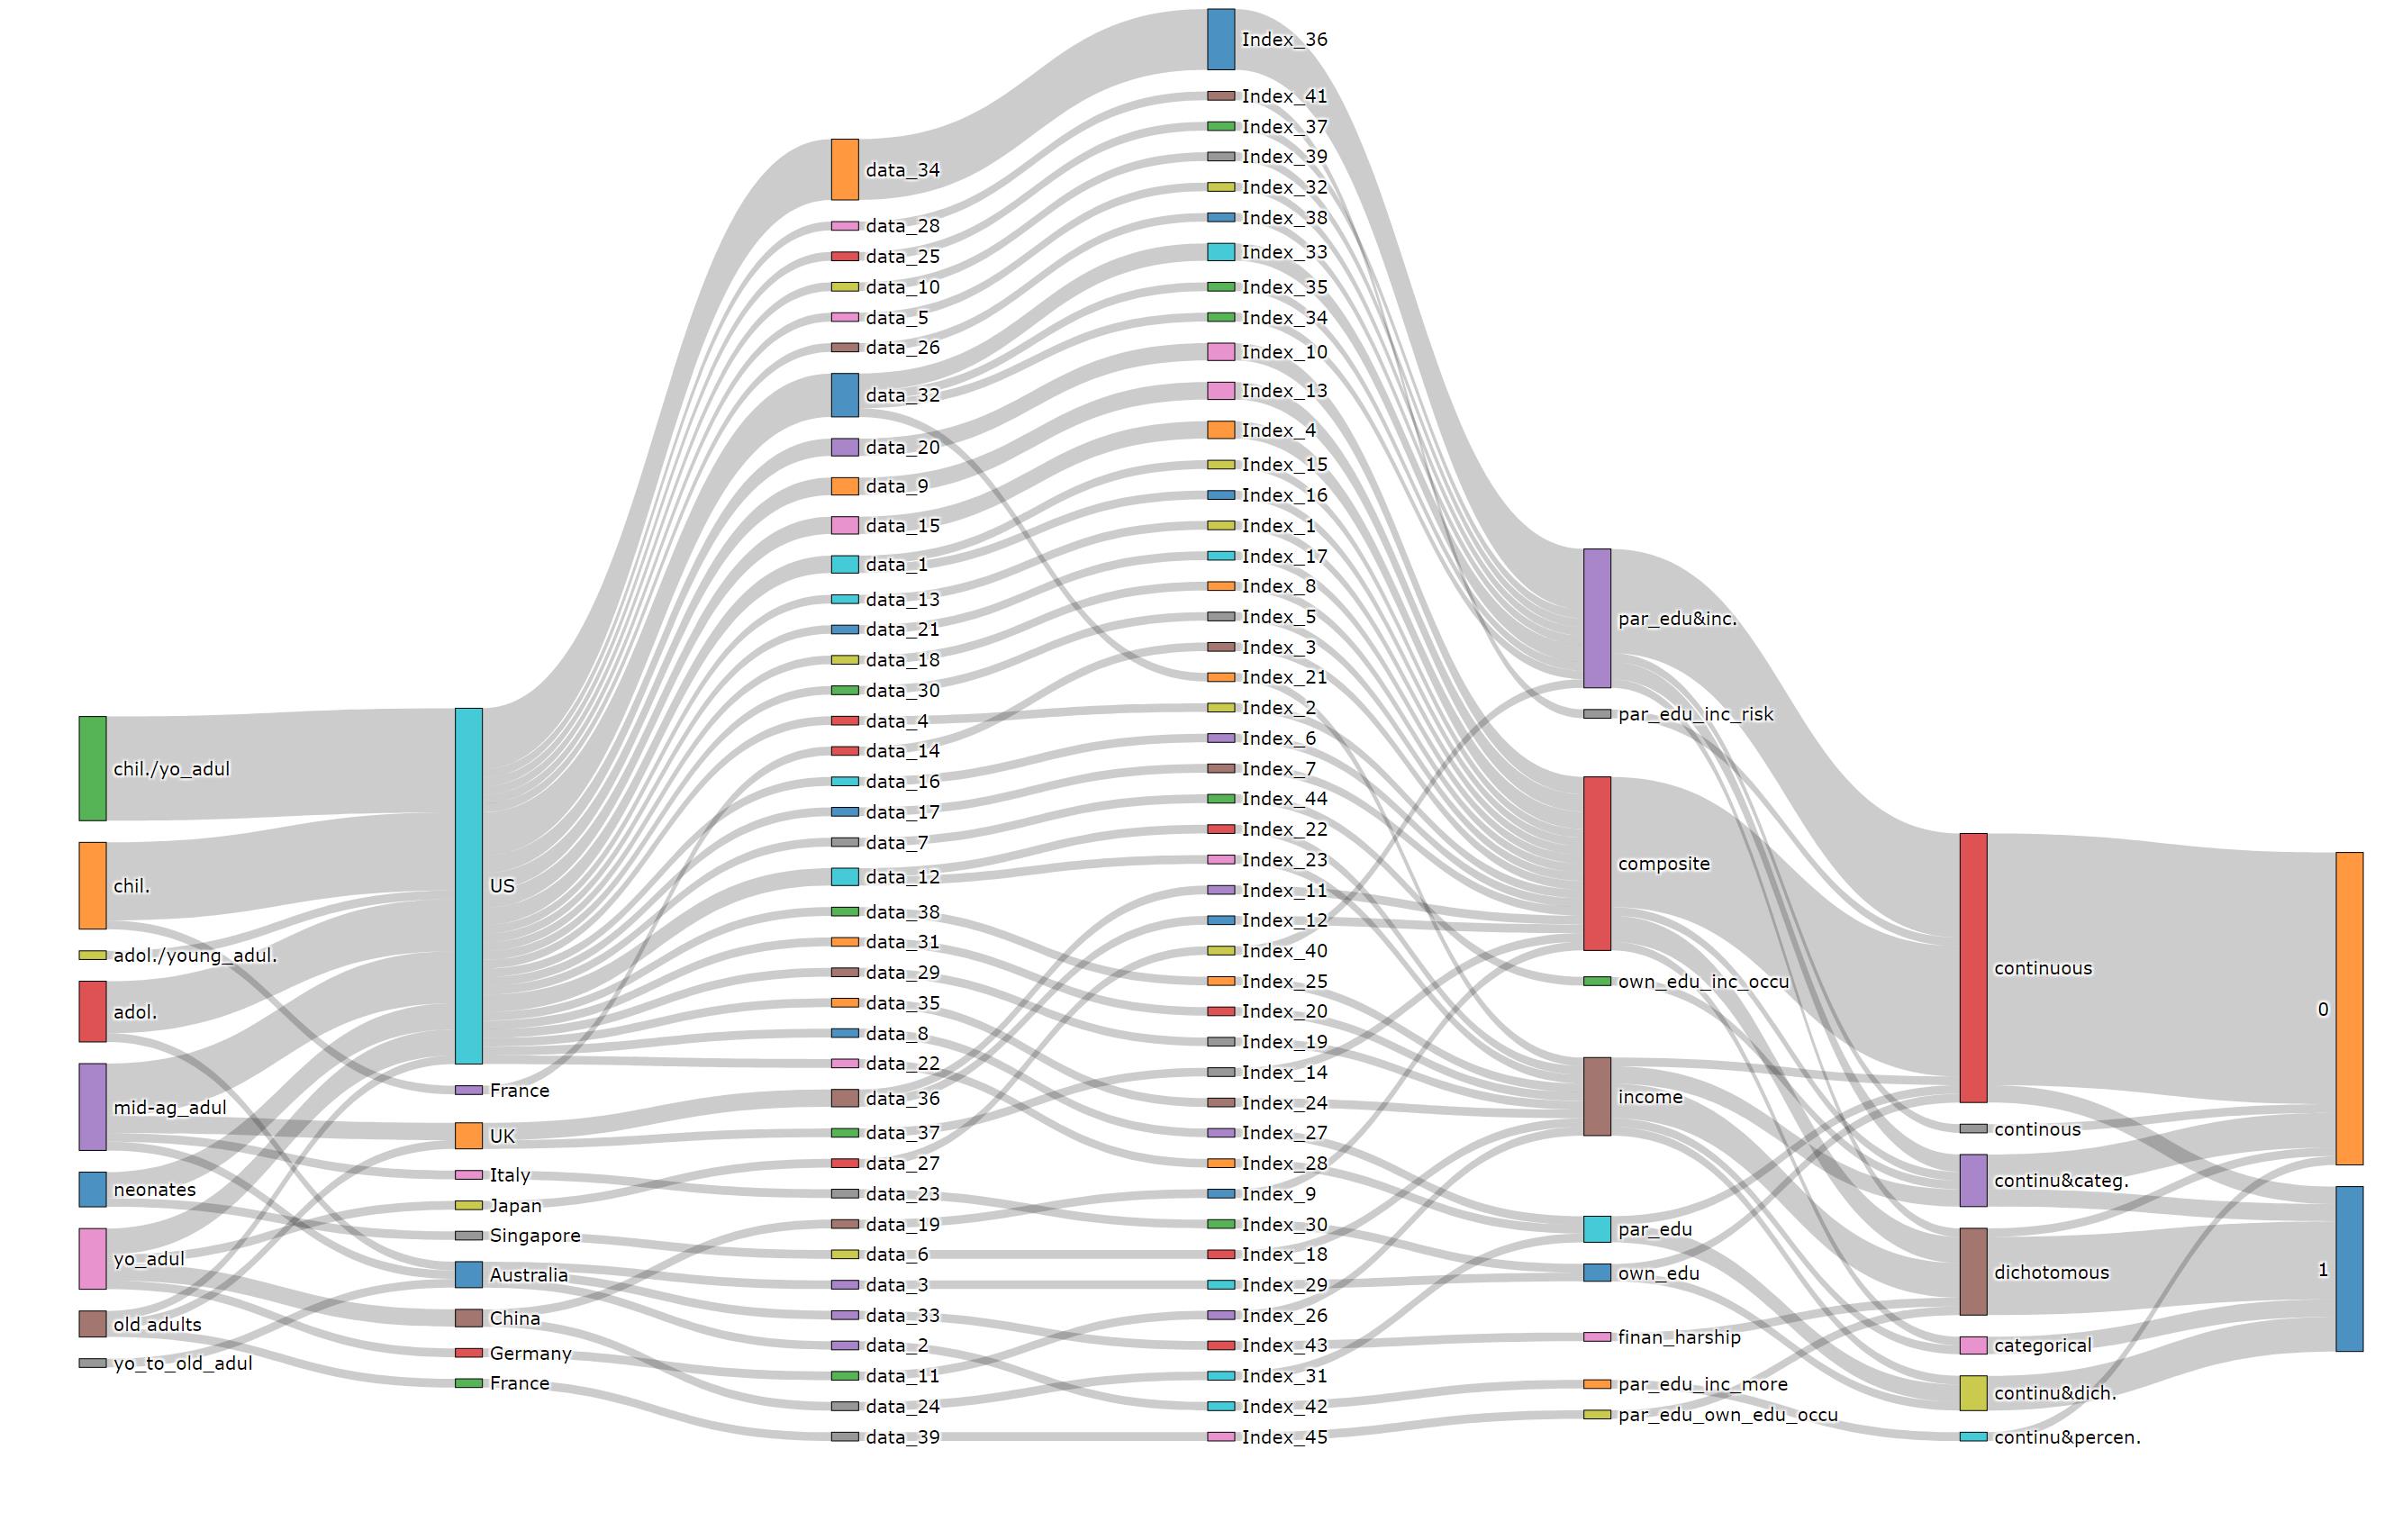 chil./yo_adul
chil.
adol./young_adul.
adol.
mid-ag_adul
neonates
yo_adul
old adults
yo_to_old_adul
US
France
UK
Italy
Japan
Singapore
Australia
China
Germany
France
data_34
data_28
data_25
data_10
data_5
data_26
data_32
data_20
data_9
data_15
data_1
data_13
data_21
data_18
data_30
data_4
data_14
data_16
data_17
data_7
data_12
data_38
data_31
data_29
data_35
data_8
data_22
data_36
data_37
data_27
data_23
data_19
data_6
data_3
data_33
data_2
data_11
data_24
data_39
Index_36
Index_41
Index_37
Index_39
Index_32
Index_38
Index_33
Index_35
Index_34
Index_10
Index_13
Index_4
Index_15
Index_16
Index_1
Index_17
Index_8
Index_5
Index_3
Index_21
Index_2
Index_6
Index_7
Index_44
Index_22
Index_23
Index_11
Index_12
Index_40
Index_25
Index_20
Index_19
Index_14
Index_24
Index_27
Index_28
Index_9
Index_30
Index_18
Index_29
Index_26
Index_43
Index_31
Index_42
Index_45
par_edu&inc.
par_edu_inc_risk
composite
own_edu_inc_occu
income
par_edu
own_edu
finan_harship
par_edu_inc_more
par_edu_own_edu_occu
continuous
continous
continu&categ.
dichotomous
categorical
continu&dich.
continu&percen.
0
1